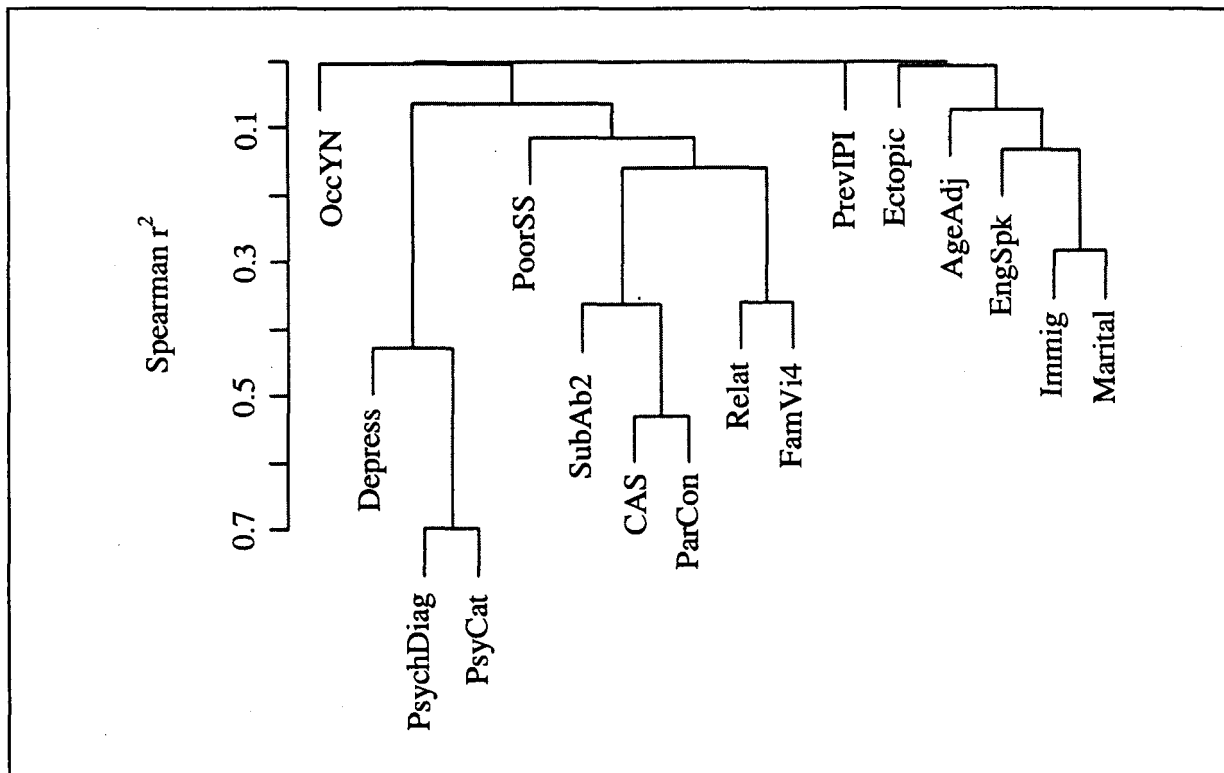 Spearman r²
0.1
0.3
0.5
0.7
OccYN
Depress
PsychDiag
PsyCat
PoorSS
SubAb2
CAS
ParCon
Relat
FamVi4
PrevIPI
Ectopic
AgeAdj
EngSpk
Immig
Marital